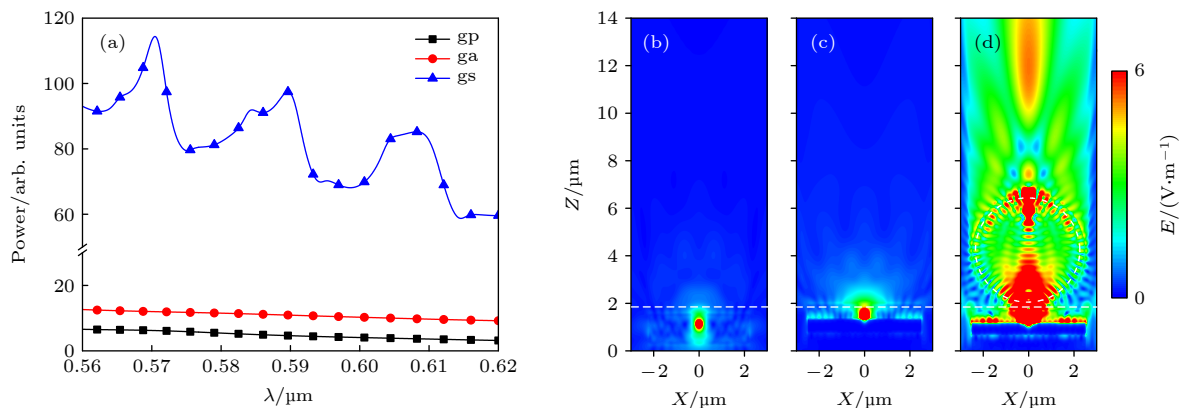 120
100
80
60
20
0
Power/arb. units
(a)
gp
ga
gs
0.56 0.57 0.58 0.59 0.60 0.61 0.62
λ/μm
14
12
10
8
6
4
2
0
Z/μm
(b) (c) (d)
−2 0 2
−2 0 2
−2 0 2
X/μm X/μm X/μm
6
0
E/(V·m−1)